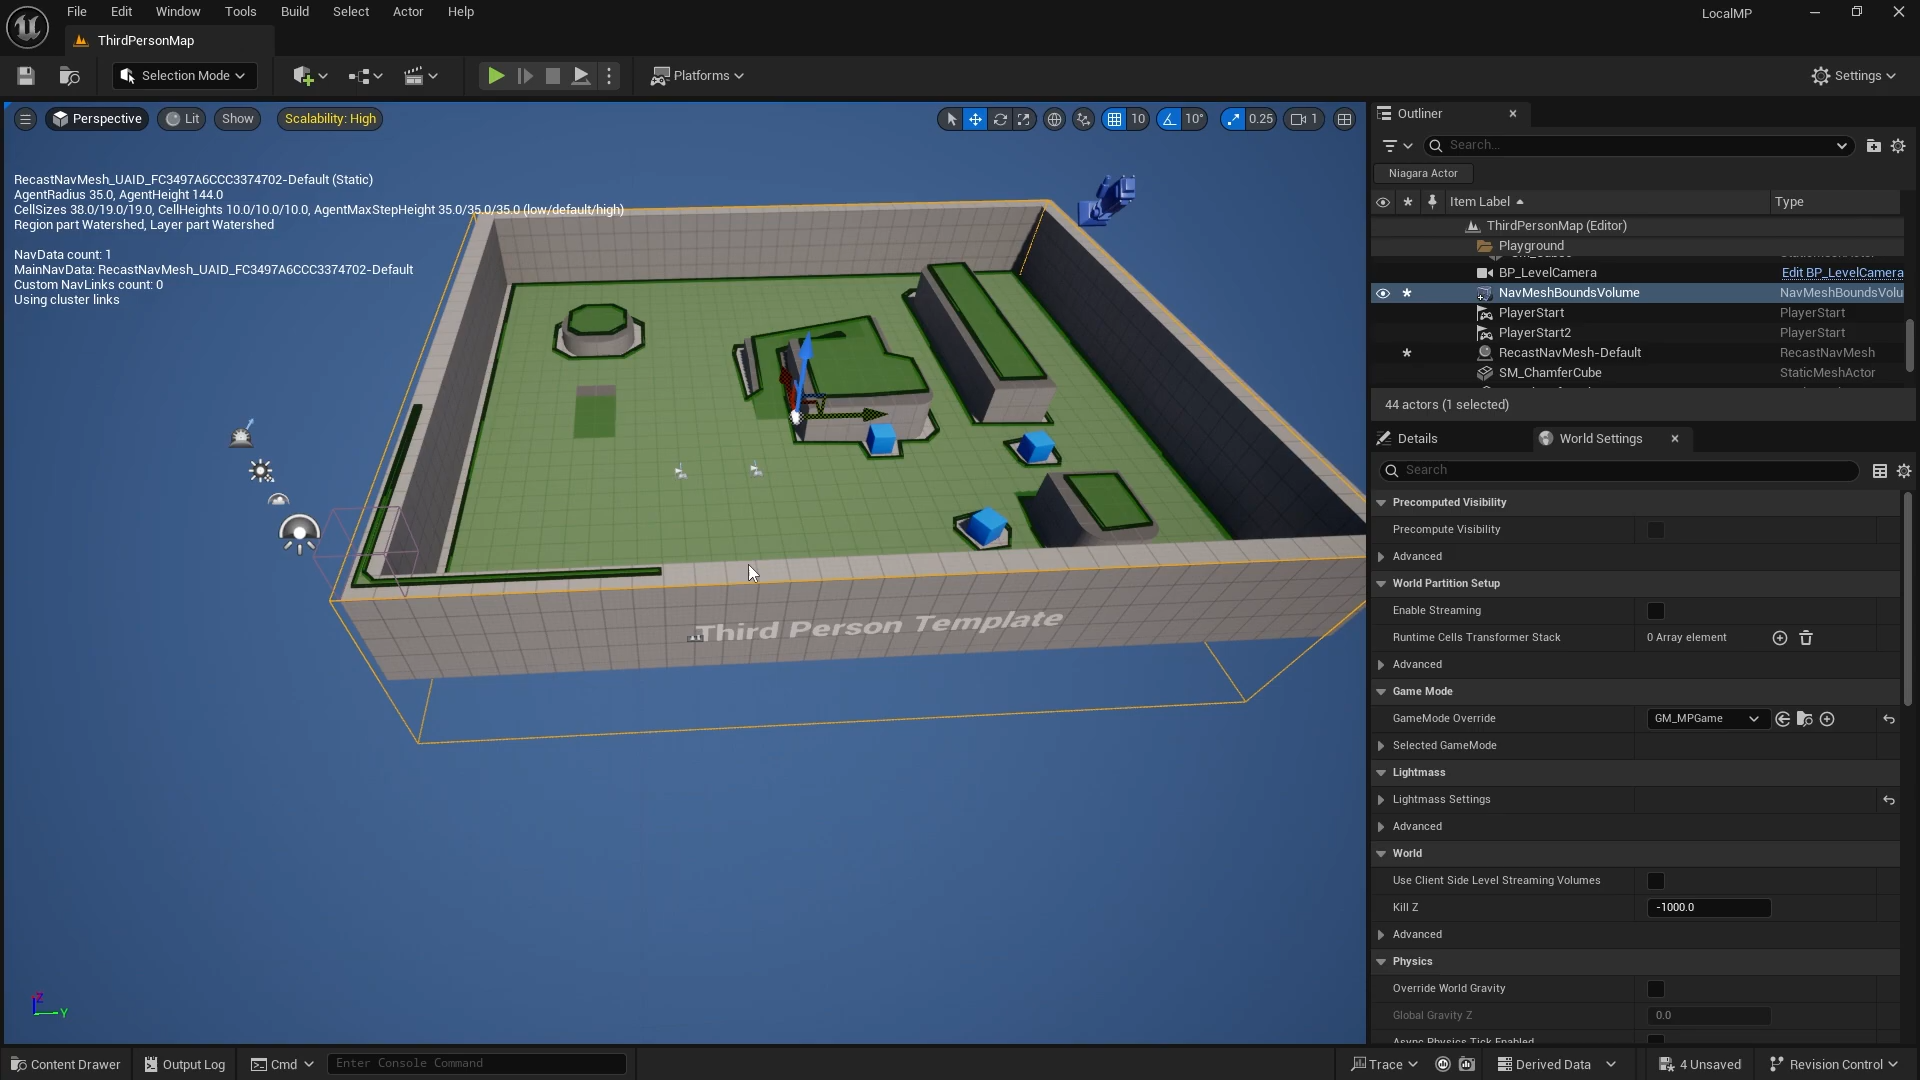 File Edit Window Tools Build Select Actor Help
LocalMP
ThirdPersonMap
Selection Mode
Platforms
Settings
Perspective
Lit
Show
Scalability: High
10
10°
0.25
1
RecastNavMesh_UAID_FC3497A6CCC3374702-Default (Static)
AgentRadius 35.0, AgentHeight 144.0
CellSizes 38.0/19.0/19.0, CellHeights 10.0/10.0/10.0, AgentMaxStepHeight 35.0/35.0/35.0 (low/default/high)
Region part Watershed, Layer part Watershed
NavData count: 1
MainNavData: RecastNavMesh_UAID_FC3497A6CCC3374702-Default
Custom NavLinks count: 0
Using cluster links
Third Person Template
Z
Y
Outliner
Search...
Niagara Actor
Item Label
Type
ThirdPersonMap (Editor)
Playground
BP_LevelCamera
Edit BP_LevelCamera
NavMeshBoundsVolume
NavMeshBoundsVolu
PlayerStart
PlayerStart
PlayerStart2
PlayerStart
RecastNavMesh-Default
RecastNavMesh
SM_ChamferCube
StaticMeshActor
44 actors (1 selected)
Details
World Settings
Search
Precomputed Visibility
Precompute Visibility
Advanced
World Partition Setup
Enable Streaming
Runtime Cells Transformer Stack
0 Array element
Advanced
Game Mode
GameMode Override
GM_MPGame
Selected GameMode
Lightmass
Lightmass Settings
Advanced
World
Use Client Side Level Streaming Volumes
Kill Z
-1000.0
Advanced
Physics
Override World Gravity
Global Gravity Z
0.0
Async Physics Tick Enabled
Content Drawer
Output Log
Cmd
Enter Console Command
Trace
Derived Data
4 Unsaved
Revision Control